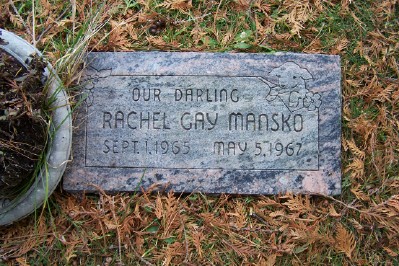 OUR DARLING
RACHEL GAY MANSKO
SEPT. 1, 1965 MAY 5, 1967